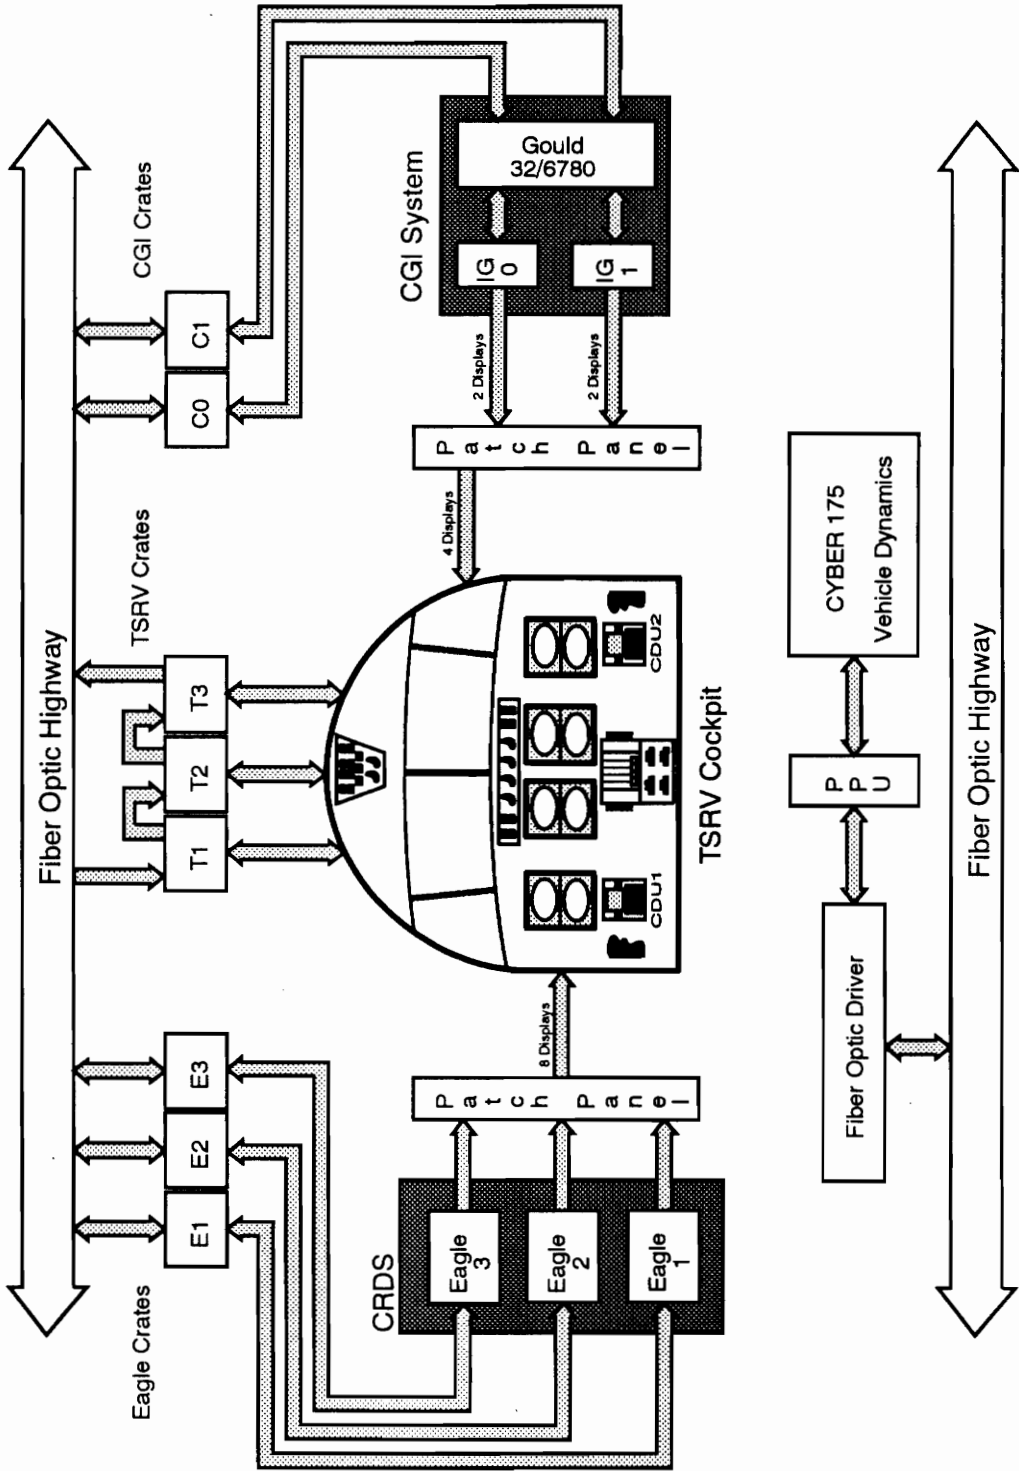 Fiber Optic Highway
Eagle Crates
TSRV Crates
CGI Crates
E1
E2
E3
T1
T2
T3
C0
C1
CRDS
Eagle
3
Eagle
2
Eagle
1
Patch Panel
8 Displays
CDU1
CDU2
TSRV Cockpit
4 Displays
Patch Panel
2 Displays
2 Displays
CGI System
IG
0
IG
1
Gould
32/6780
Fiber Optic Driver
PPU
CYBER 175
Vehicle Dynamics
Fiber Optic Highway